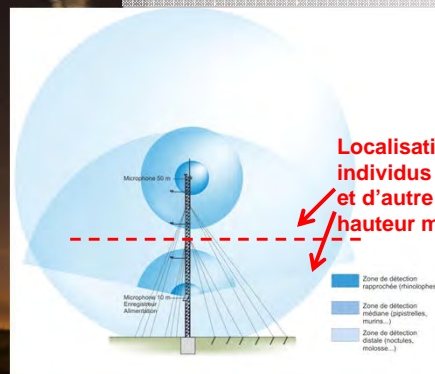 Microphone 50 m
Localisati
individus
et d'autre
hauteur m
Microphone 10 m
Enregistreur
Alimentation
Zone de détection
rapprochée (rhinolophes
Zone de détection
médiane (pipistrelles,
murins...)
Zone de détection
distale (noctules,
molosse...)